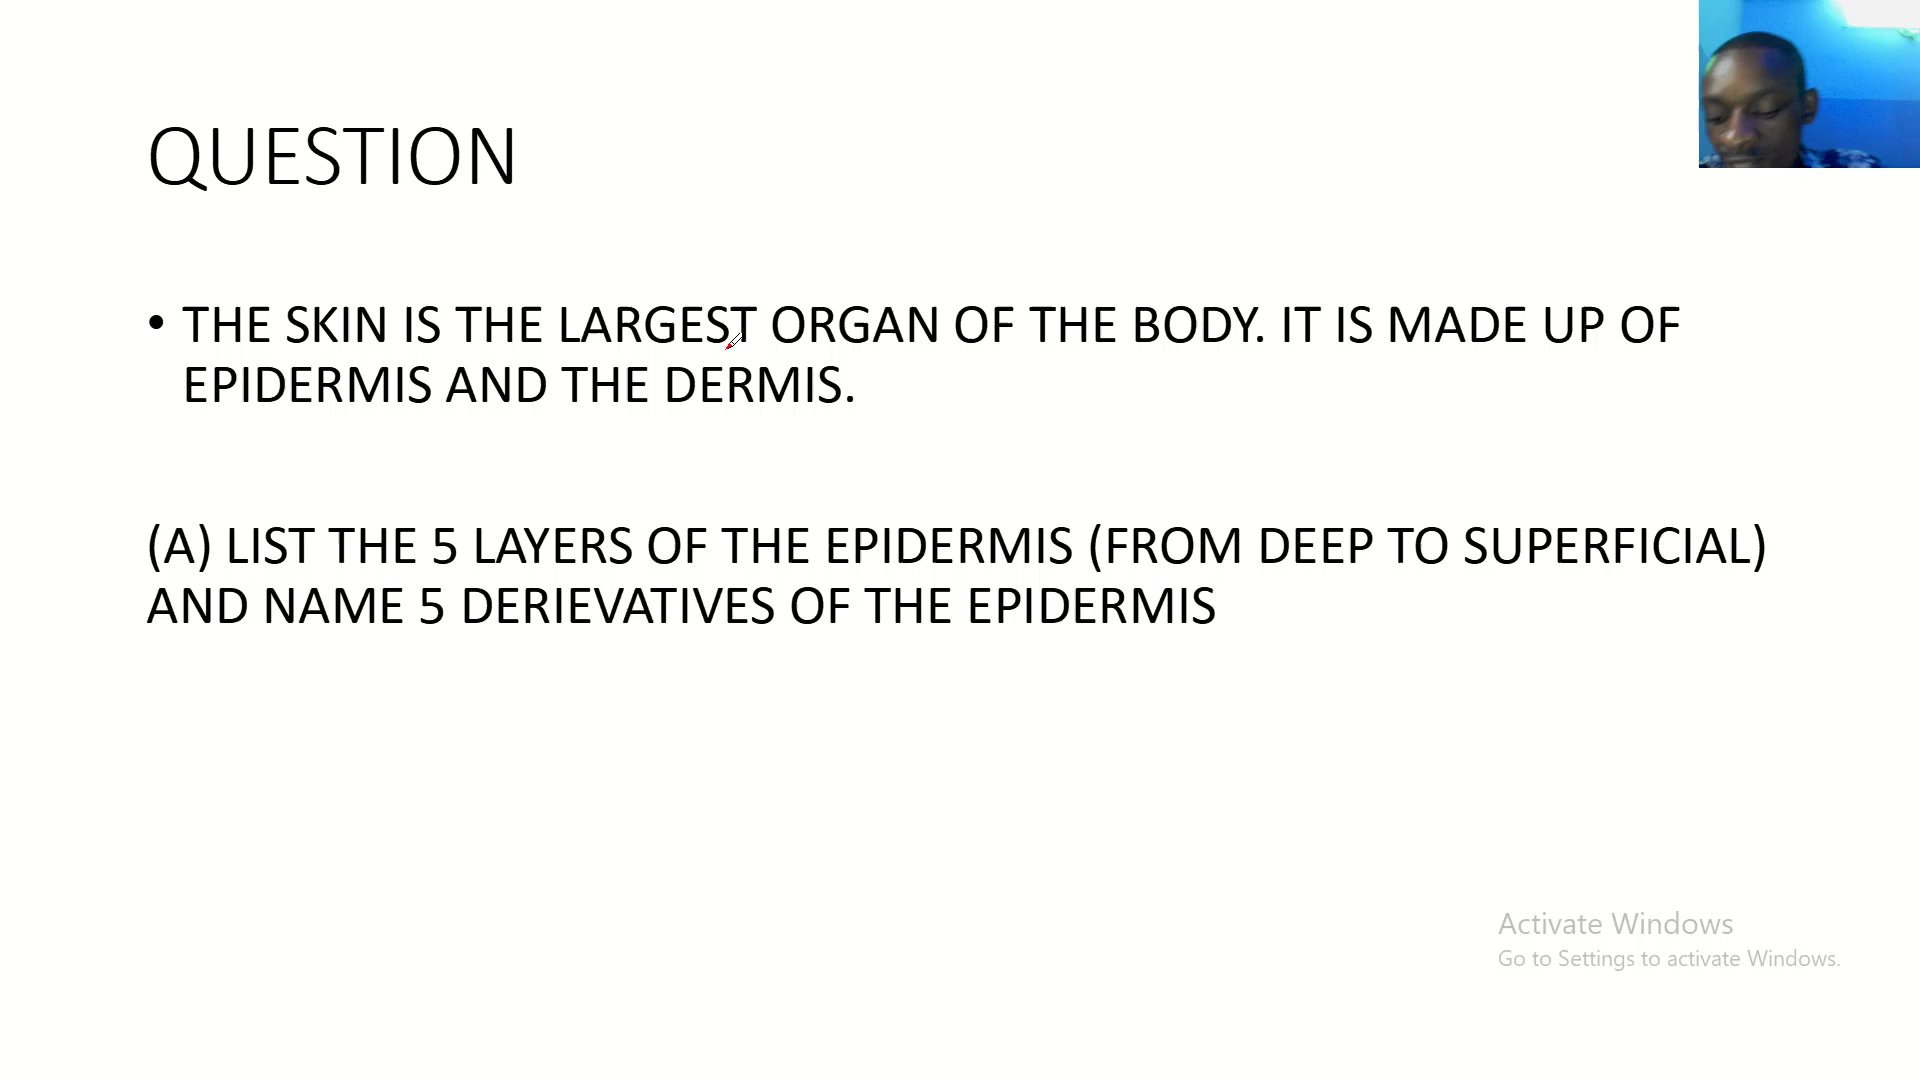 QUESTION
• THE SKIN IS THE LARGEST ORGAN OF THE BODY. IT IS MADE UP OF
EPIDERMIS AND THE DERMIS.
(A) LIST THE 5 LAYERS OF THE EPIDERMIS (FROM DEEP TO SUPERFICIAL)
AND NAME 5 DERIEVATIVES OF THE EPIDERMIS
Activate Windows
Go to Settings to activate Windows.